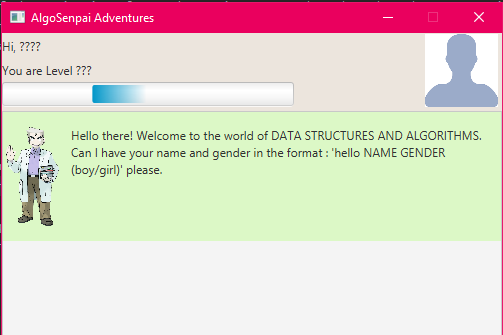 AlgoSenpai Adventures
Hi, ????
You are Level ???
Hello there! Welcome to the world of DATA STRUCTURES AND ALGORITHMS.
Can I have your name and gender in the format : 'hello NAME GENDER
(boy/girl)' please.